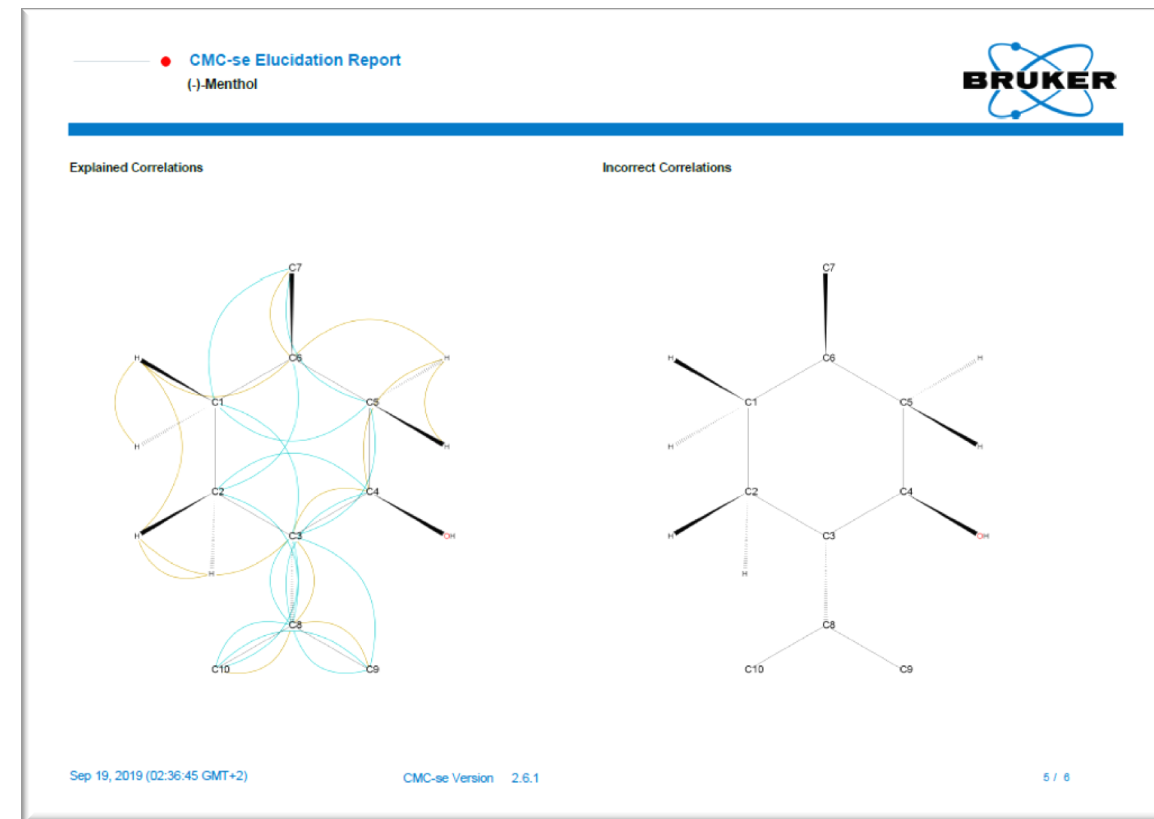 CMC-se Elucidation Report
(-)-Menthol
BRUKER
Explained Correlations
Incorrect Correlations
C7
C7
H
C6
H
H
C6
H
C1
C5
C1
C5
H
H
H
H
C2
C4
C2
C4
H
C3
OH
H
C3
OH
H
H
C8
C8
C10
C9
C10
C9
Sep 19, 2019 (02:36:45 GMT+2)
CMC-se Version 2.6.1
5 / 6